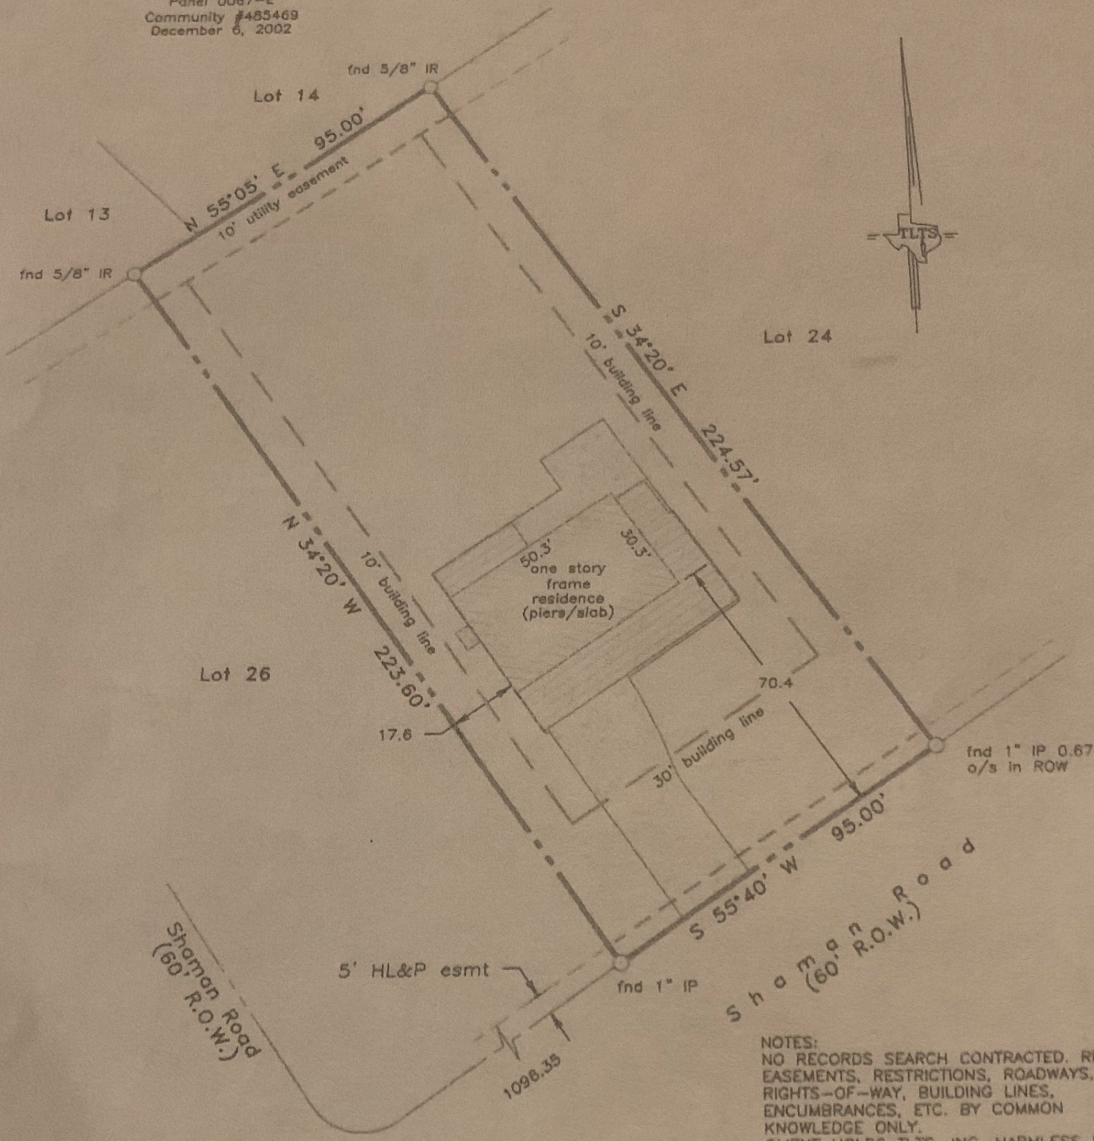 Community #485469
December 6, 2002
fnd 5/8" IR
Lot 14
95.00'
N 55°05' E
10' utility easement
Lot 13
fnd 5/8" IR
TLTS
S 34°20' E
Lot 24
10' building line
224.57'
N 34°20' W
10' building line
50.3'
30.3'
one story
frame
residence
(piers/slab)
223.60'
Lot 26
17.6
70.4
30' building line
fnd 1" IP 0.67
o/s in ROW
95.00'
S 55°40' W
Shaman Road
(60' R.O.W.)
Shaman Road
(60' R.O.W.)
5' HL&P esmt
fnd 1" IP
1098.35
NOTES:
NO RECORDS SEARCH CONTRACTED.
EASEMENTS, RESTRICTIONS, ROADWAYS,
RIGHTS-OF-WAY, BUILDING LINES,
ENCUMBRANCES, ETC. BY COMMON
KNOWLEDGE ONLY.